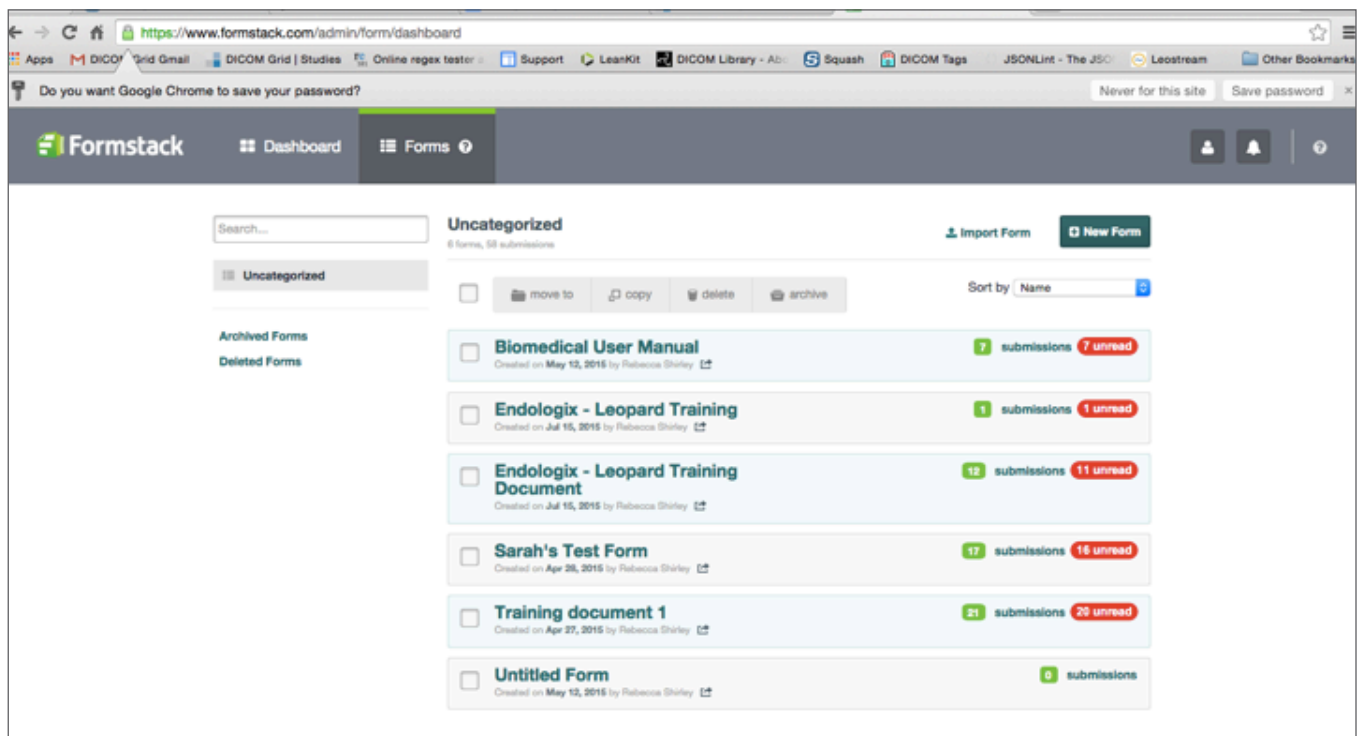 https://www.formstack.com/admin/form/dashboard
Apps DICOM Grid Gmail DICOM Grid | Studies Online regex tester Support LeanKit DICOM Library - Abo Squash DICOM Tags JSONLint - The JSO Leostream Other Bookmarks
Do you want Google Chrome to save your password? Never for this site Save password ×
Formstack Dashboard Forms ?
Search...
Uncategorized
Archived Forms
Deleted Forms
Uncategorized
6 forms, 58 submissions
Import Form New Form
move to copy delete archive
Sort by Name
Biomedical User Manual 7 submissions 7 unread
Created on May 12, 2015 by Rebecca Shirley
Endologix - Leopard Training 1 submissions 1 unread
Created on Jul 15, 2015 by Rebecca Shirley
Endologix - Leopard Training
Document 12 submissions 11 unread
Created on Jul 15, 2015 by Rebecca Shirley
Sarah's Test Form 17 submissions 16 unread
Created on Apr 28, 2015 by Rebecca Shirley
Training document 1 21 submissions 20 unread
Created on Apr 27, 2015 by Rebecca Shirley
Untitled Form 0 submissions
Created on May 12, 2015 by Rebecca Shirley